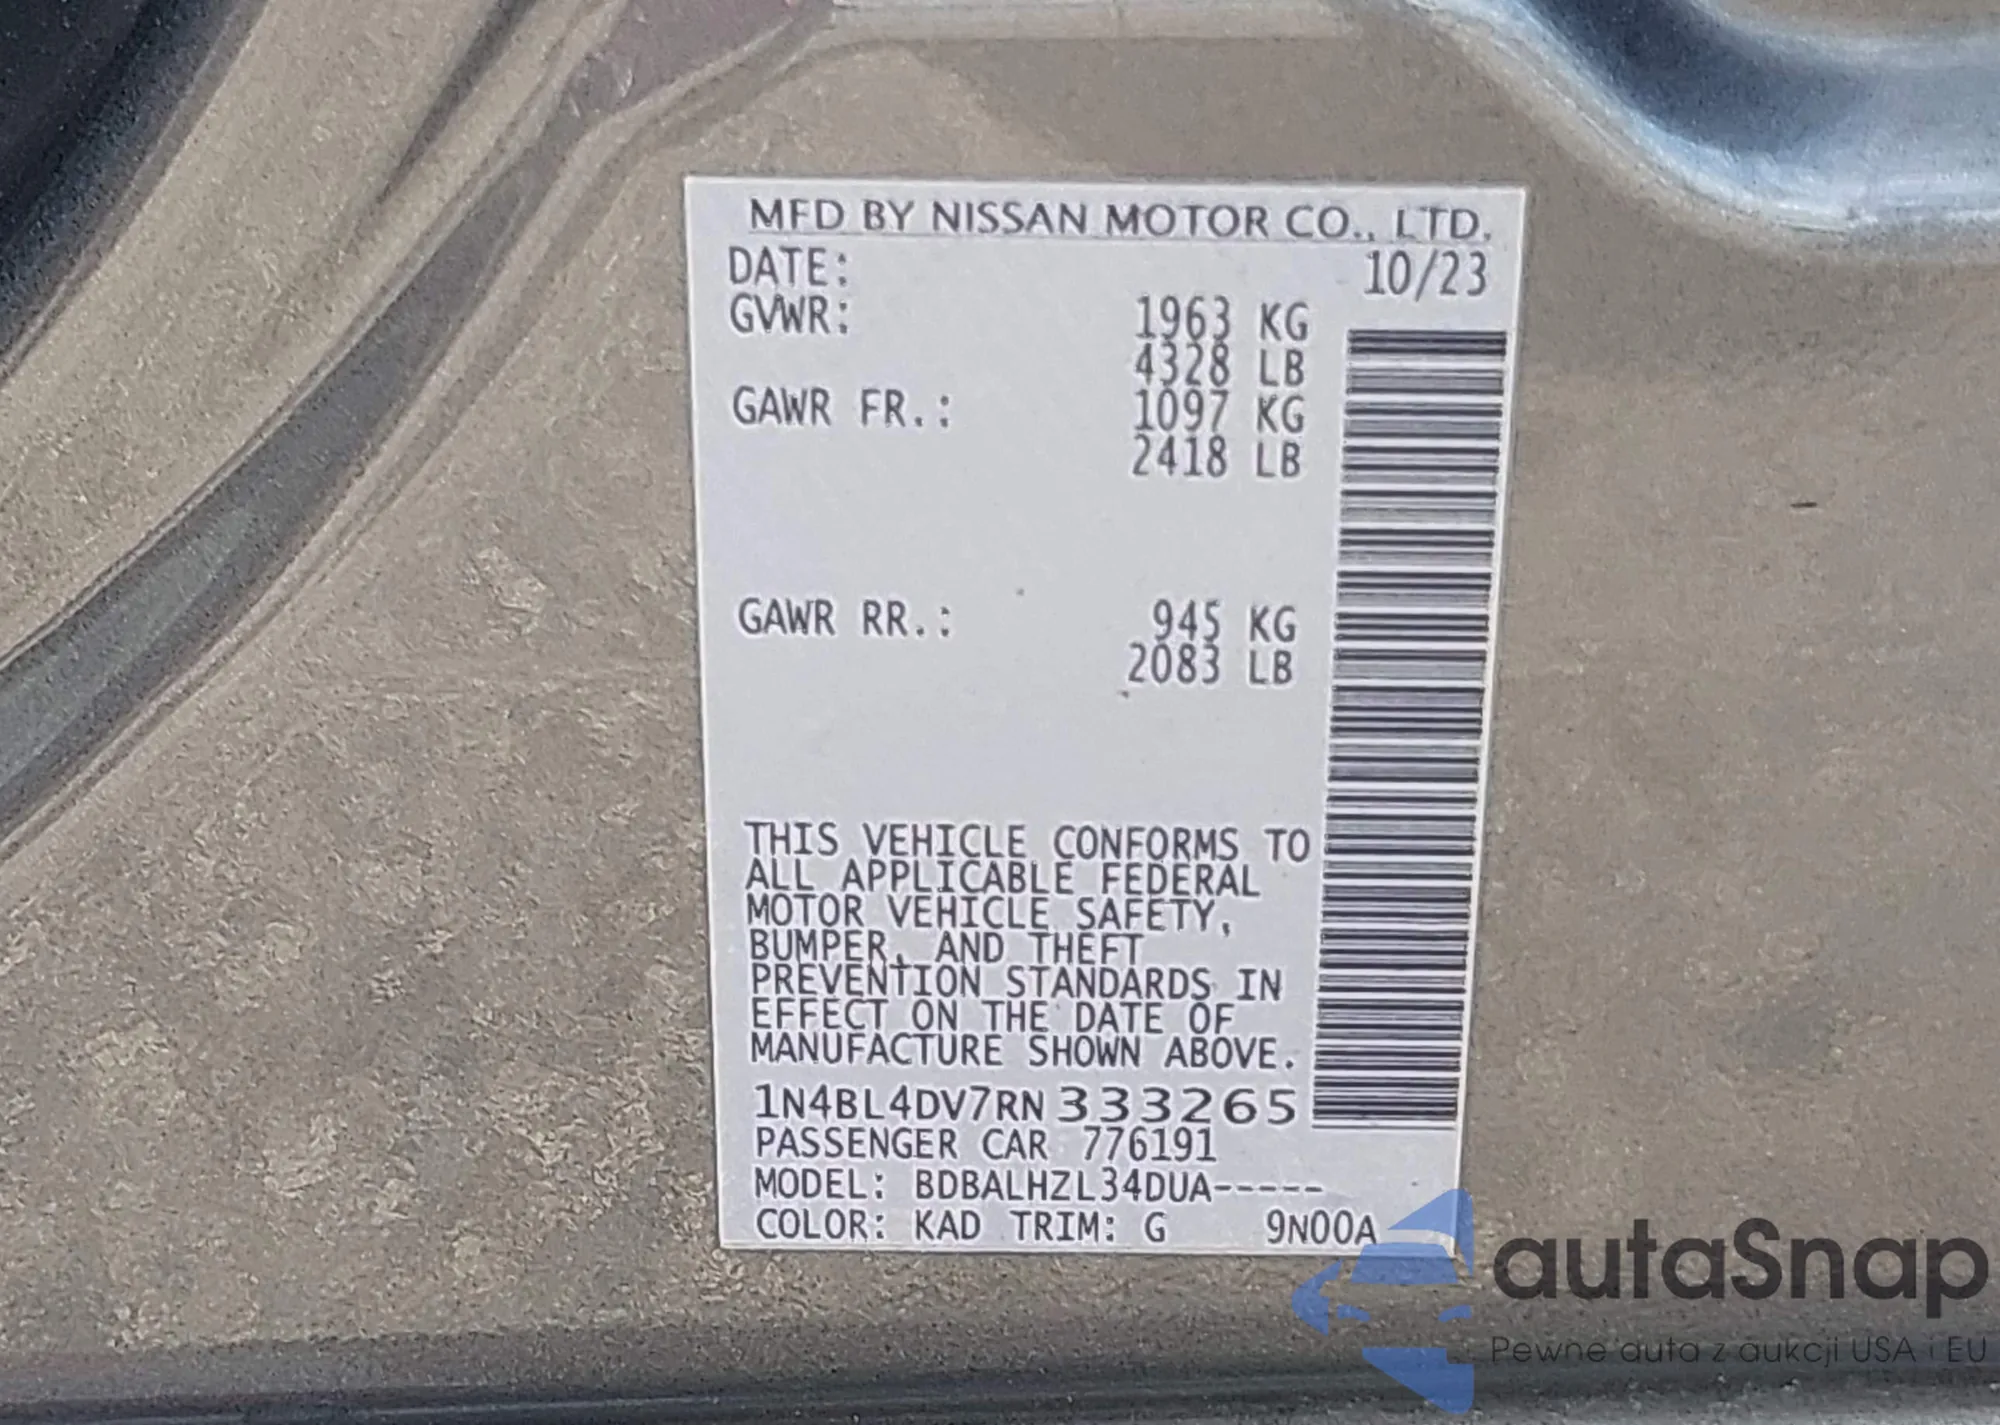 MFD BY NISSAN MOTOR CO., LTD.
DATE: 10/23
GVWR: 1963 KG
4328 LB
GAWR FR.: 1097 KG
2418 LB
GAWR RR.: 945 KG
2083 LB
THIS VEHICLE CONFORMS TO
ALL APPLICABLE FEDERAL
MOTOR VEHICLE SAFETY,
BUMPER, AND THEFT
PREVENTION STANDARDS IN
EFFECT ON THE DATE OF
MANUFACTURE SHOWN ABOVE.
1N4BL4DV7RN333265
PASSENGER CAR 776191
MODEL: BDBALHZL34DUA-----
COLOR: KAD TRIM: G 9N00A
autaSnap
Pewne auta z aukcji USA i EU